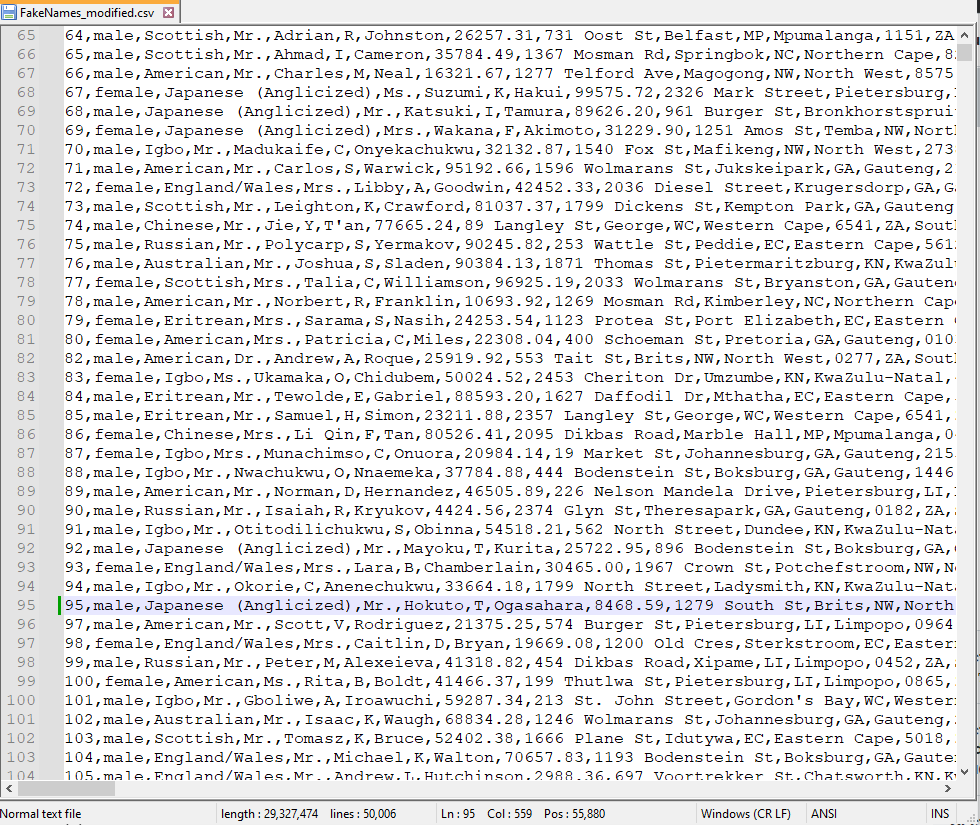 FakeNames_modified.csv
65 64,male,Scottish,Mr.,Adrian,R,Johnston,26257.31,731 Oost St,Belfast,MP,Mpumalanga,1151,ZA
66 65,male,Scottish,Mr.,Ahmad,I,Cameron,35784.49,1367 Mosman Rd,Springbok,NC,Northern Cape,8
67 66,male,American,Mr.,Charles,M,Neal,16321.67,1277 Telford Ave,Magogong,NW,North West,8575
68 67,female,Japanese (Anglicized),Ms.,Suzumi,K,Hakui,99575.72,2326 Mark Street,Pietersburg,
69 68,male,Japanese (Anglicized),Mr.,Katsuki,I,Tamura,89626.20,961 Burger St,Bronkhorstsprui
70 69,female,Japanese (Anglicized),Mrs.,Wakana,F,Akimoto,31229.90,1251 Amos St,Temba,NW,Nort
71 70,male,Igbo,Mr.,Madukaife,C,Onyekachukwu,32132.87,1540 Fox St,Mafikeng,NW,North West,273
72 71,male,American,Mr.,Carlos,S,Warwick,95192.66,1596 Wolmarans St,Jukskeipark,GA,Gauteng,2
73 72,female,England/Wales,Mrs.,Libby,A,Goodwin,42452.33,2036 Diesel Street,Krugersdorp,GA,G
74 73,male,Scottish,Mr.,Leighton,K,Crawford,81037.37,1799 Dickens St,Kempton Park,GA,Gauteng
75 74,male,Chinese,Mr.,Jie,Y,T'an,77665.24,89 Langley St,George,WC,Western Cape,6541,ZA,Sout
76 75,male,Russian,Mr.,Polycarp,S,Yermakov,90245.82,253 Wattle St,Peddie,EC,Eastern Cape,561
77 76,male,Australian,Mr.,Joshua,S,Sladen,90384.13,1871 Thomas St,Pietermaritzburg,KN,KwaZul
78 77,female,Scottish,Mrs.,Talia,C,Williamson,96925.19,2033 Wolmarans St,Bryanston,GA,Gauten
79 78,male,American,Mr.,Norbert,R,Franklin,10693.92,1269 Mosman Rd,Kimberley,NC,Northern Cap
80 79,female,Eritrean,Mrs.,Sarama,S,Nasih,24253.54,1123 Protea St,Port Elizabeth,EC,Eastern
81 80,female,American,Mrs.,Patricia,C,Miles,22308.04,400 Schoeman St,Pretoria,GA,Gauteng,010
82 82,male,American,Dr.,Andrew,A,Roque,25919.92,553 Tait St,Brits,NW,North West,0277,ZA,Sout
83 83,female,Igbo,Ms.,Ukamaka,O,Chidubem,50024.52,2453 Cheriton Dr,Umzumbe,KN,KwaZulu-Natal,
84 84,male,Eritrean,Mr.,Tewolde,E,Gabriel,88593.20,1627 Daffodil Dr,Mthatha,EC,Eastern Cape,
85 85,male,Eritrean,Mr.,Samuel,H,Simon,23211.88,2357 Langley St,George,WC,Western Cape,6541,
86 86,female,Chinese,Mrs.,Li Qin,F,Tan,80526.41,2095 Dikbas Road,Marble Hall,MP,Mpumalanga,0
87 87,female,Igbo,Mrs.,Munachimso,C,Onuora,20984.14,19 Market St,Johannesburg,GA,Gauteng,215
88 88,male,Igbo,Mr.,Nwachukwu,O,Nnaemeka,37784.88,444 Bodenstein St,Boksburg,GA,Gauteng,1446
89 89,male,American,Mr.,Norman,D,Hernandez,46505.89,226 Nelson Mandela Drive,Pietersburg,LI,
90 90,male,Russian,Mr.,Isaiah,R,Kryukov,4424.56,2374 Glyn St,Theresapark,GA,Gauteng,0182,ZA,
91 91,male,Igbo,Mr.,Otitodilichukwu,S,Obinna,54518.21,562 North Street,Dundee,KN,KwaZulu-Nat
92 92,male,Japanese (Anglicized),Mr.,Mayoku,T,Kurita,25722.95,896 Bodenstein St,Boksburg,GA,
93 93,female,England/Wales,Mrs.,Lara,B,Chamberlain,30465.00,1967 Crown St,Potchefstroom,NW,N
94 94,male,Igbo,Mr.,Okorie,C,Anenechukwu,33664.18,1799 North Street,Ladysmith,KN,KwaZulu-Nat
95 95,male,Japanese (Anglicized),Mr.,Hokuto,T,Ogasahara,8468.59,1279 South St,Brits,NW,North
96 97,male,American,Mr.,Scott,V,Rodriguez,21375.25,574 Burger St,Pietersburg,LI,Limpopo,0964
97 98,female,England/Wales,Mrs.,Caitlin,D,Bryan,19669.08,1200 Old Cres,Sterkstroom,EC,Easter
98 99,male,Russian,Mr.,Peter,M,Alexeieva,41318.82,454 Dikbas Road,Xipame,LI,Limpopo,0452,ZA,
99 100,female,American,Ms.,Rita,B,Boldt,41466.37,199 Thutlwa St,Pietersburg,LI,Limpopo,0865,
100 101,male,Igbo,Mr.,Gboliwe,A,Iroawuchi,59287.34,213 St. John Street,Gordon's Bay,WC,Wester
101 102,male,Australian,Mr.,Isaac,K,Waugh,68834.28,1246 Wolmarans St,Johannesburg,GA,Gauteng,
102 103,male,Scottish,Mr.,Tomasz,K,Bruce,52402.38,1666 Plane St,Idutywa,EC,Eastern Cape,5018,
103 104,male,England/Wales,Mr.,Michael,K,Walton,70657.83,1193 Bodenstein St,Boksburg,GA,Gaute
104 105,male,England/Wales,Mr.,Andrew,L,Hutchinson,2988.36,697 Voortrekker St,Chatsworth,KN,K
Normal text file length : 29,327,474 lines : 50,006 Ln : 95 Col : 559 Pos : 55,880 Windows (CR LF) ANSI INS